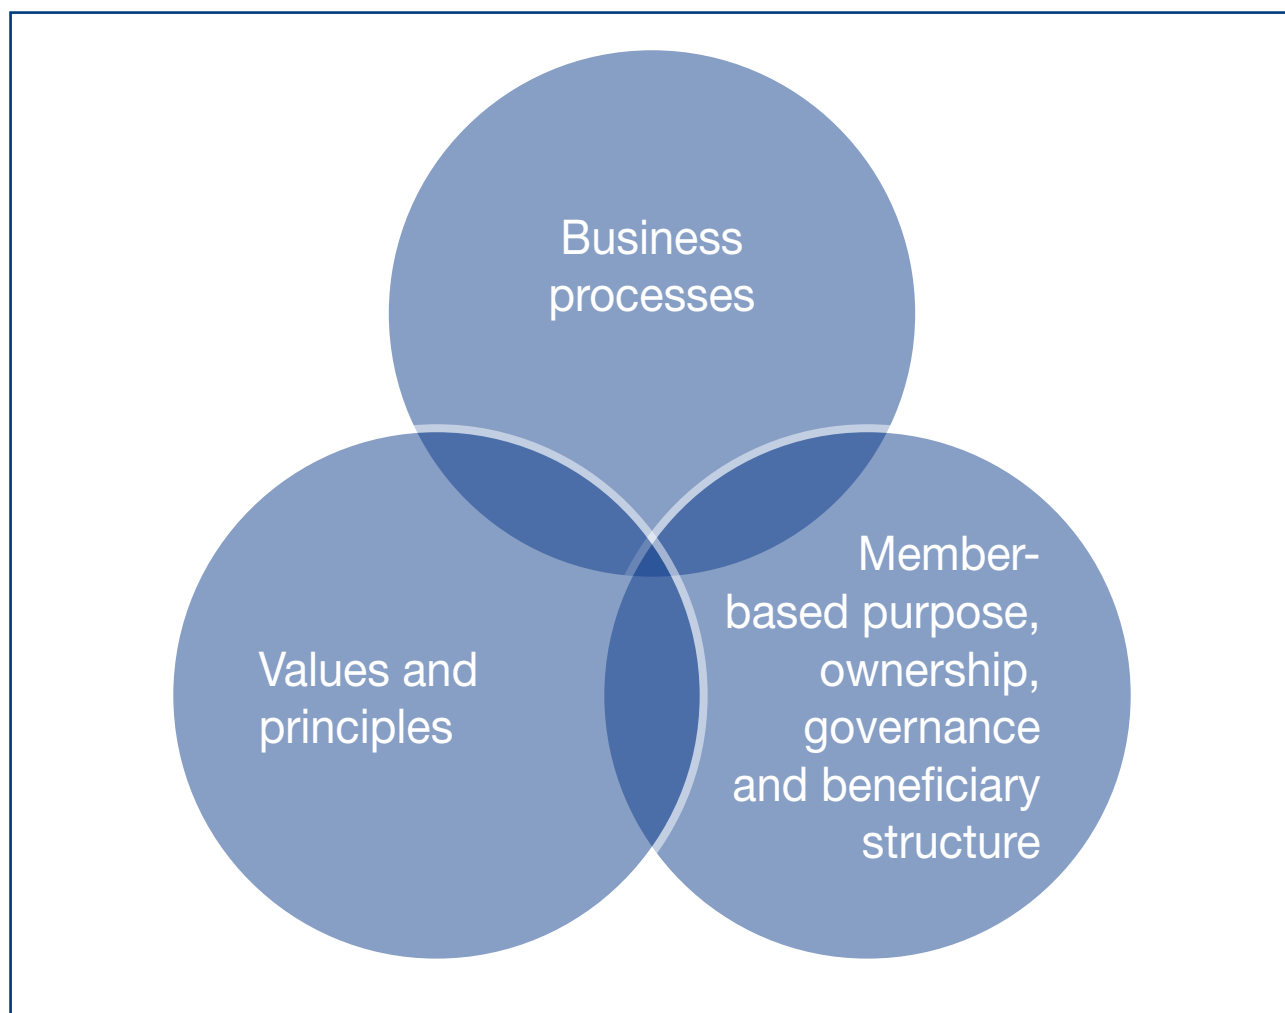 Business
processes
Values and
principles
Member-
based purpose,
ownership,
governance
and beneficiary
structure